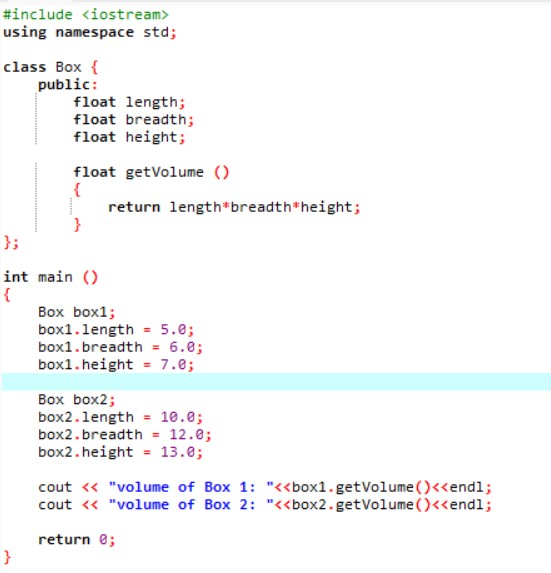 #include <iostream>
using namespace std;
class Box {
public:
float length;
float breadth;
float height;
float getVolume ()
{
return length*breadth*height;
}
};
int main ()
{
Box box1;
box1.length = 5.0;
box1.breadth = 6.0;
box1.height = 7.0;
Box box2;
box2.length = 10.0;
box2.breadth = 12.0;
box2.height = 13.0;
cout << "volume of Box 1: "<<box1.getVolume()<<endl;
cout << "volume of Box 2: "<<box2.getVolume()<<endl;
return 0;
}